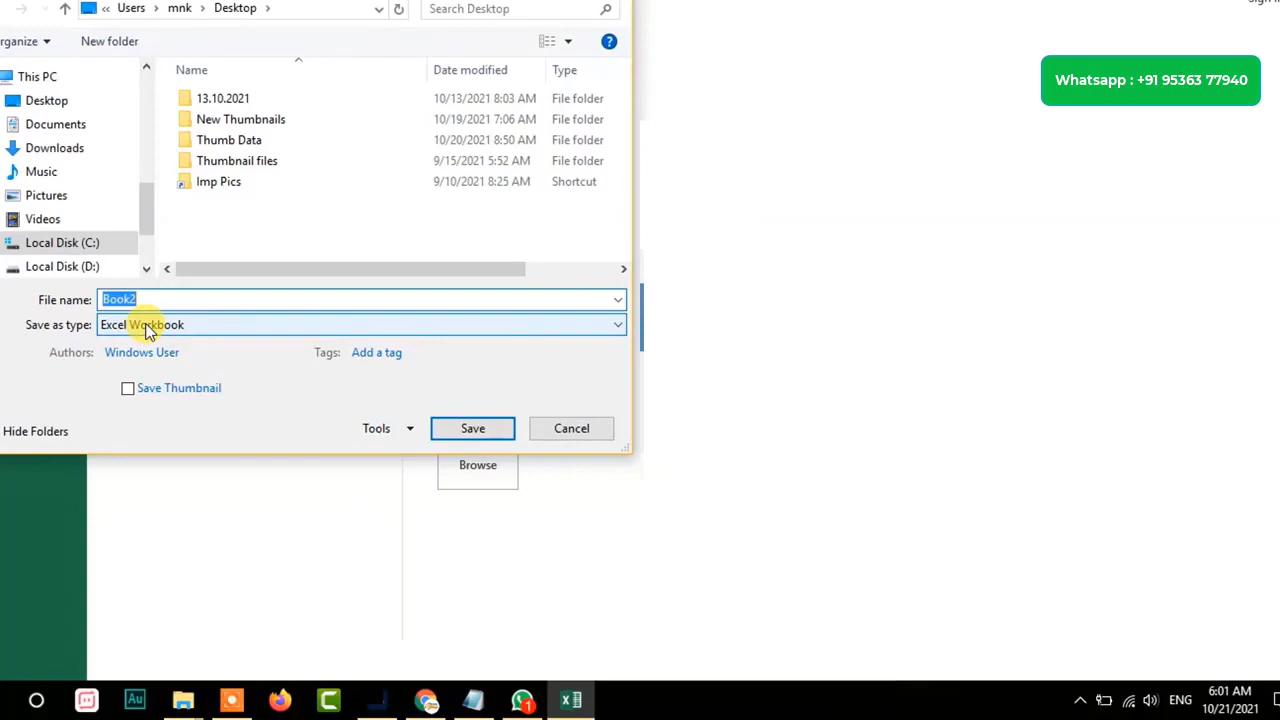 Users > mnk > Desktop >
Search Desktop
Sign i
rganize
New folder
Name
Date modified
Type
This PC
Desktop
Documents
Downloads
Music
Pictures
Videos
Local Disk (C:)
Local Disk (D:)
13.10.2021 10/13/2021 8:03 AM File folder
New Thumbnails 10/19/2021 7:06 AM File folder
Thumb Data 10/20/2021 8:50 AM File folder
Thumbnail files 9/15/2021 5:52 AM File folder
Imp Pics 9/10/2021 8:25 AM Shortcut
Whatsapp : +91 95363 77940
File name: Book2
Save as type: Excel Workbook
Authors: Windows User
Tags: Add a tag
Save Thumbnail
Hide Folders
Tools
Save
Cancel
Browse
Au
1
ENG
6:01 AM
10/21/2021